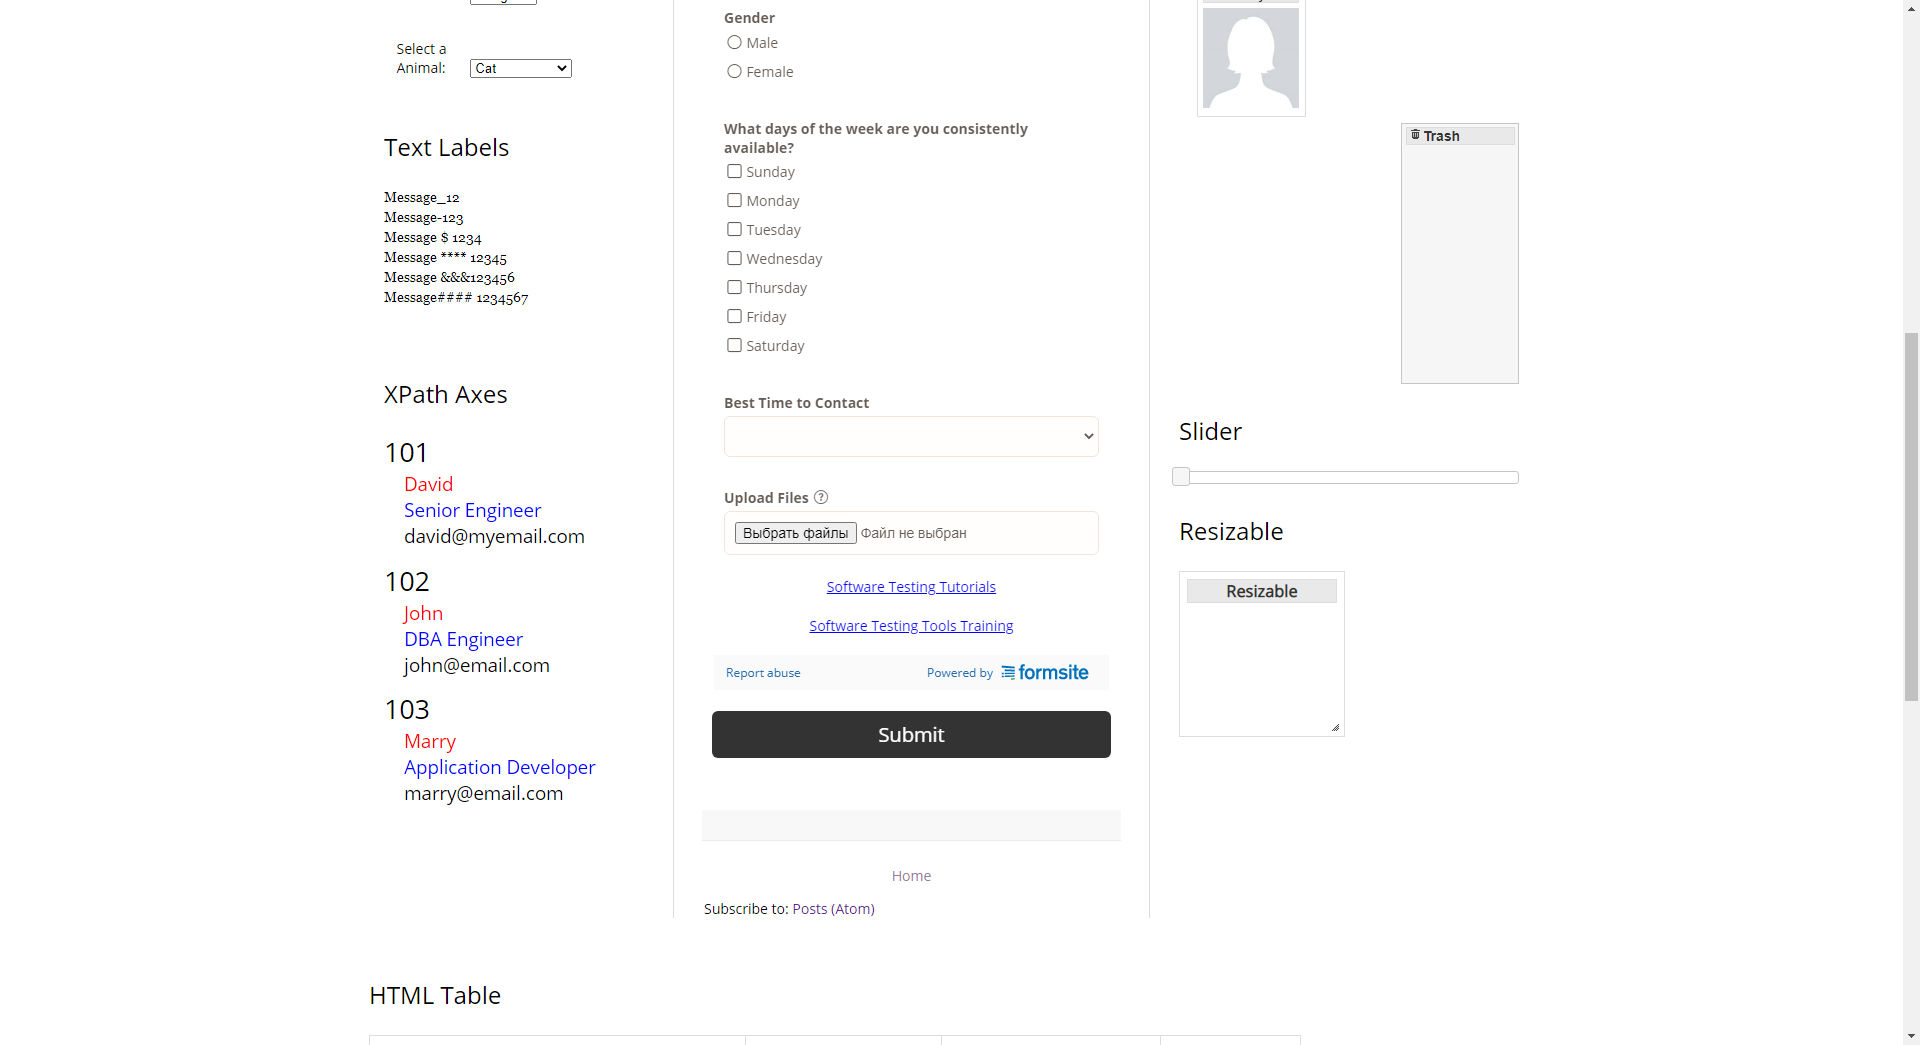 Select a
Animal:
Cat
Text Labels
Message_12
Message-123
Message $ 1234
Message **** 12345
Message &&&123456
Message#### 1234567
XPath Axes
101
David
Senior Engineer
david@myemail.com
102
John
DBA Engineer
john@email.com
103
Marry
Application Developer
marry@email.com
Gender
Male
Female
What days of the week are you consistently
available?
Sunday
Monday
Tuesday
Wednesday
Thursday
Friday
Saturday
Best Time to Contact
Upload Files ?
Выбрать файлы Файл не выбран
Software Testing Tutorials
Software Testing Tools Training
Report abuse
Powered by formsite
Submit
Home
Subscribe to: Posts (Atom)
Trash
Slider
Resizable
Resizable
HTML Table